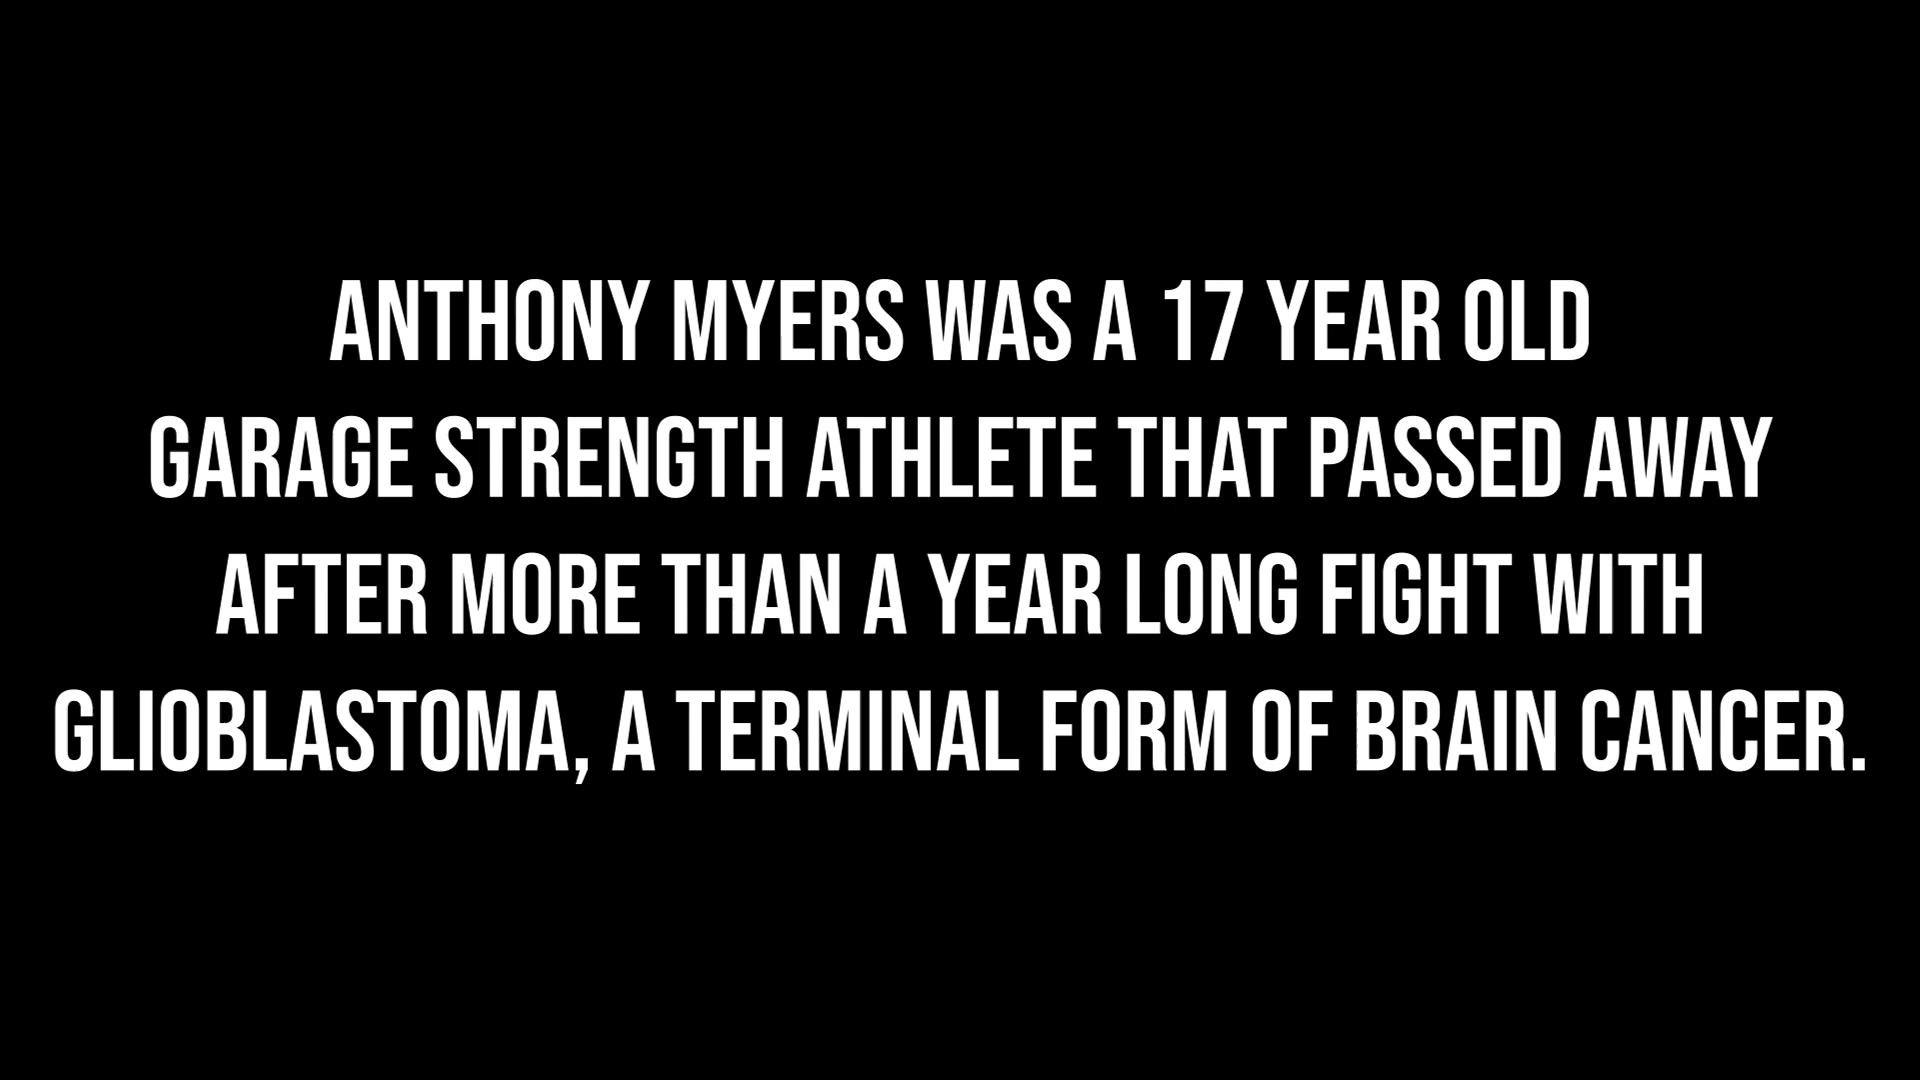 ANTHONY MYERS WAS A 17 YEAR OLD
GARAGE STRENGTH ATHLETE THAT PASSED AWAY
AFTER MORE THAN A YEAR LONG FIGHT WITH
GLIOBLASTOMA, A TERMINAL FORM OF BRAIN CANCER.